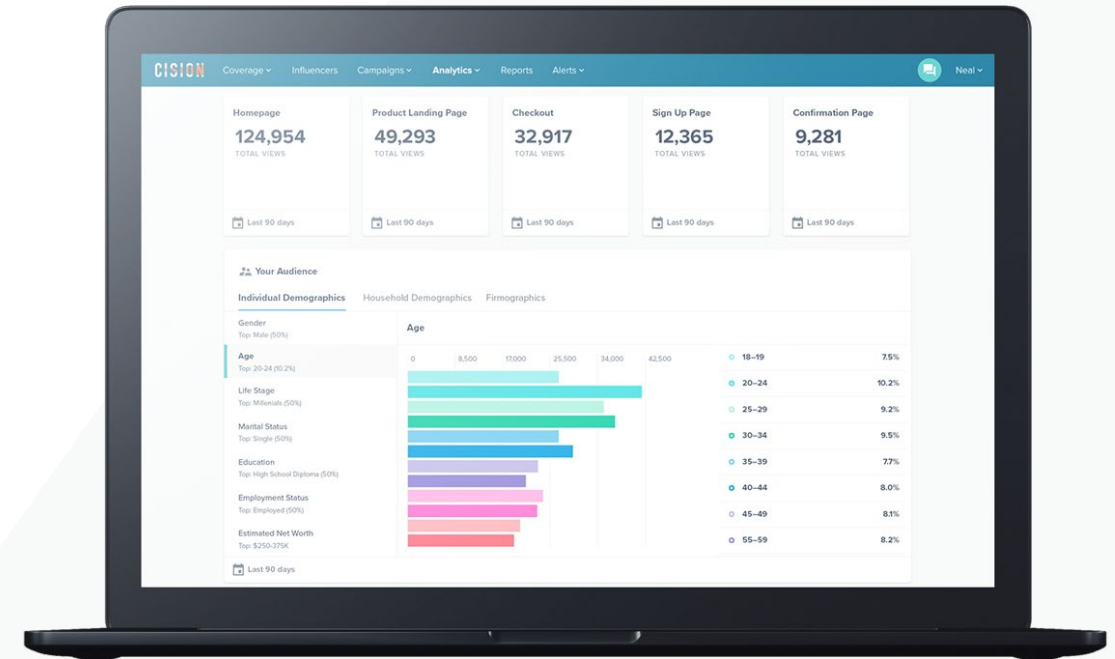 CISION Coverage Influencers Campaigns Analytics Reports Alerts Neal
Homepage
124,954
TOTAL VIEWS
Last 90 days
Product Landing Page
49,293
TOTAL VIEWS
Last 90 days
Checkout
32,917
TOTAL VIEWS
Last 90 days
Sign Up Page
12,365
TOTAL VIEWS
Last 90 days
Confirmation Page
9,281
TOTAL VIEWS
Last 90 days
Your Audience
Individual Demographics Household Demographics Firmographics
Gender
Top: Male (50%)
Age
Top: 20-24 (10.2%)
Life Stage
Top: Millenials (50%)
Marital Status
Top: Single (50%)
Education
Top: High School Diploma (50%)
Employment Status
Top: Employed (50%)
Estimated Net Worth
Top: $250-375K
Age
0 8,500 17,000 25,500 34,000 42,500
18–19 7.5%
20–24 10.2%
25–29 9.2%
30–34 9.5%
35–39 7.7%
40–44 8.0%
45–49 8.1%
55–59 8.2%
Last 90 days